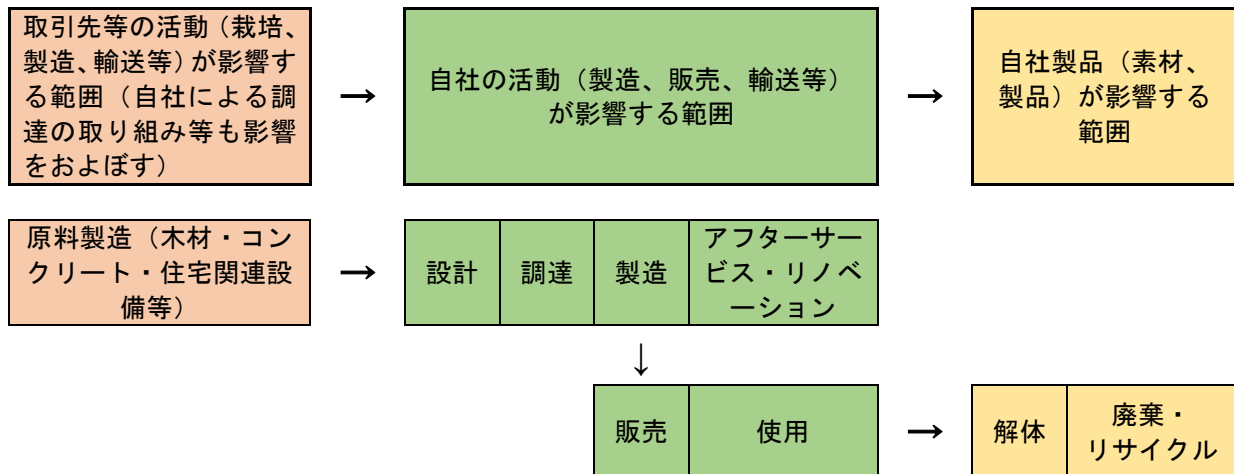 取引先等の活動（栽培、
製造、輸送等）が影響す
る範囲（自社による調
達の取り組み等も影響
をおよぼす）
→
自社の活動（製造、販売、輸送等）
が影響する範囲
→
自社製品（素材、
製品）が影響する
範囲
原料製造（木材・コン
クリート・住宅関連設
備等）
→
設計
調達
製造
アフターサー
ビス・リノベ
ーション
↓
販売
使用
→
解体
廃棄・
リサイクル